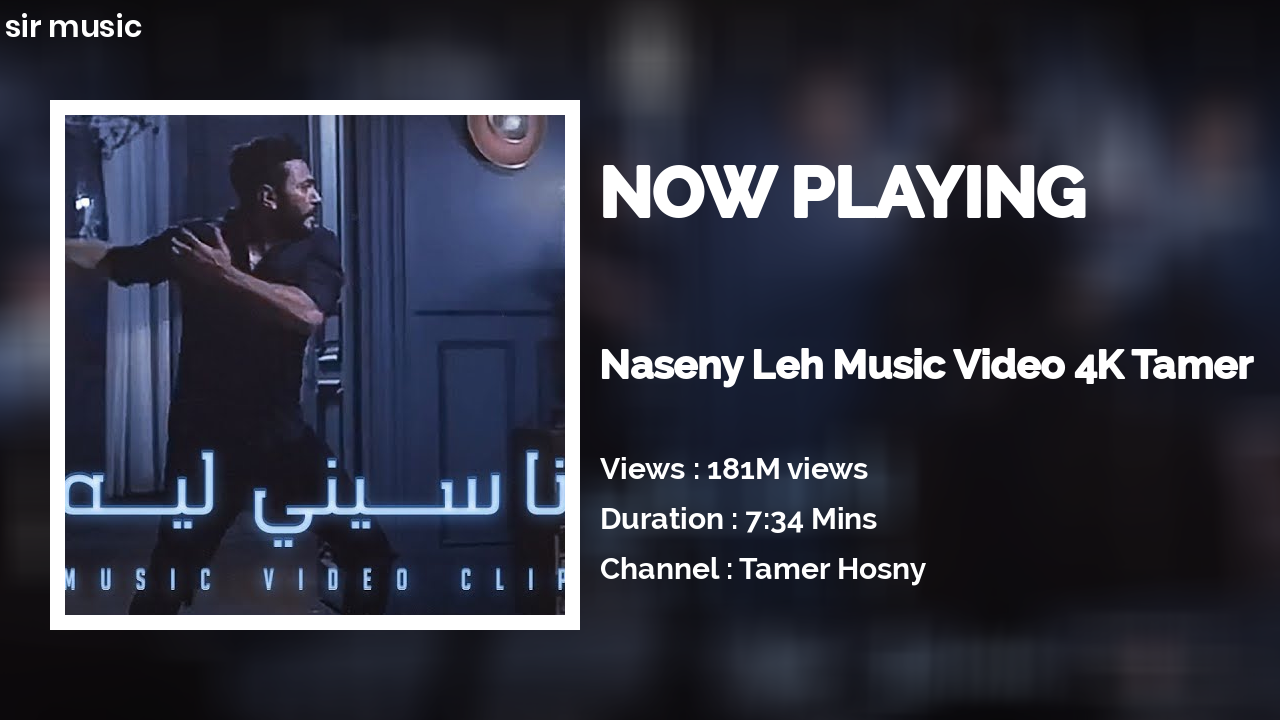 sir music
NOW PLAYING
Naseny Leh Music Video 4K Tamer
Views : 181M views
Duration : 7:34 Mins
Channel : Tamer Hosny
ناسيني ليه
MUSIC VIDEO CLIP